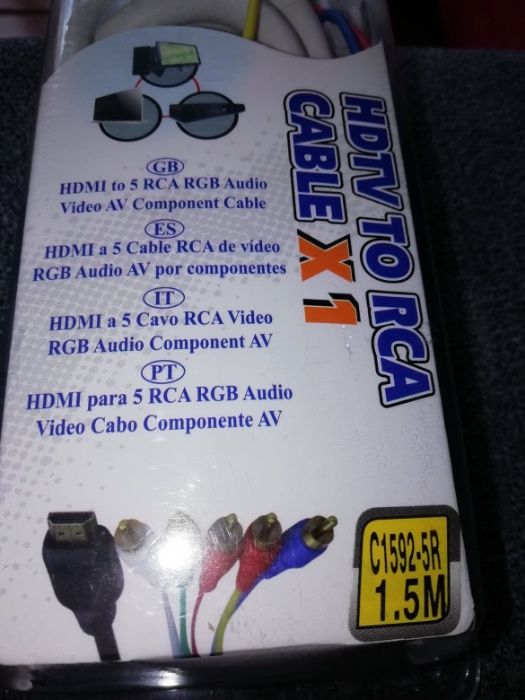 HDTV TO RCA
CABLE X 1
GB
HDMI to 5 RCA RGB Audio
Video AV Component Cable
ES
HDMI a 5 Cable RCA de vídeo
RGB Audio AV por componentes
IT
HDMI a 5 Cavo RCA Video
RGB Audio Component AV
PT
HDMI para 5 RCA RGB Audio
Video Cabo Componente AV
C1592-5R
1.5M